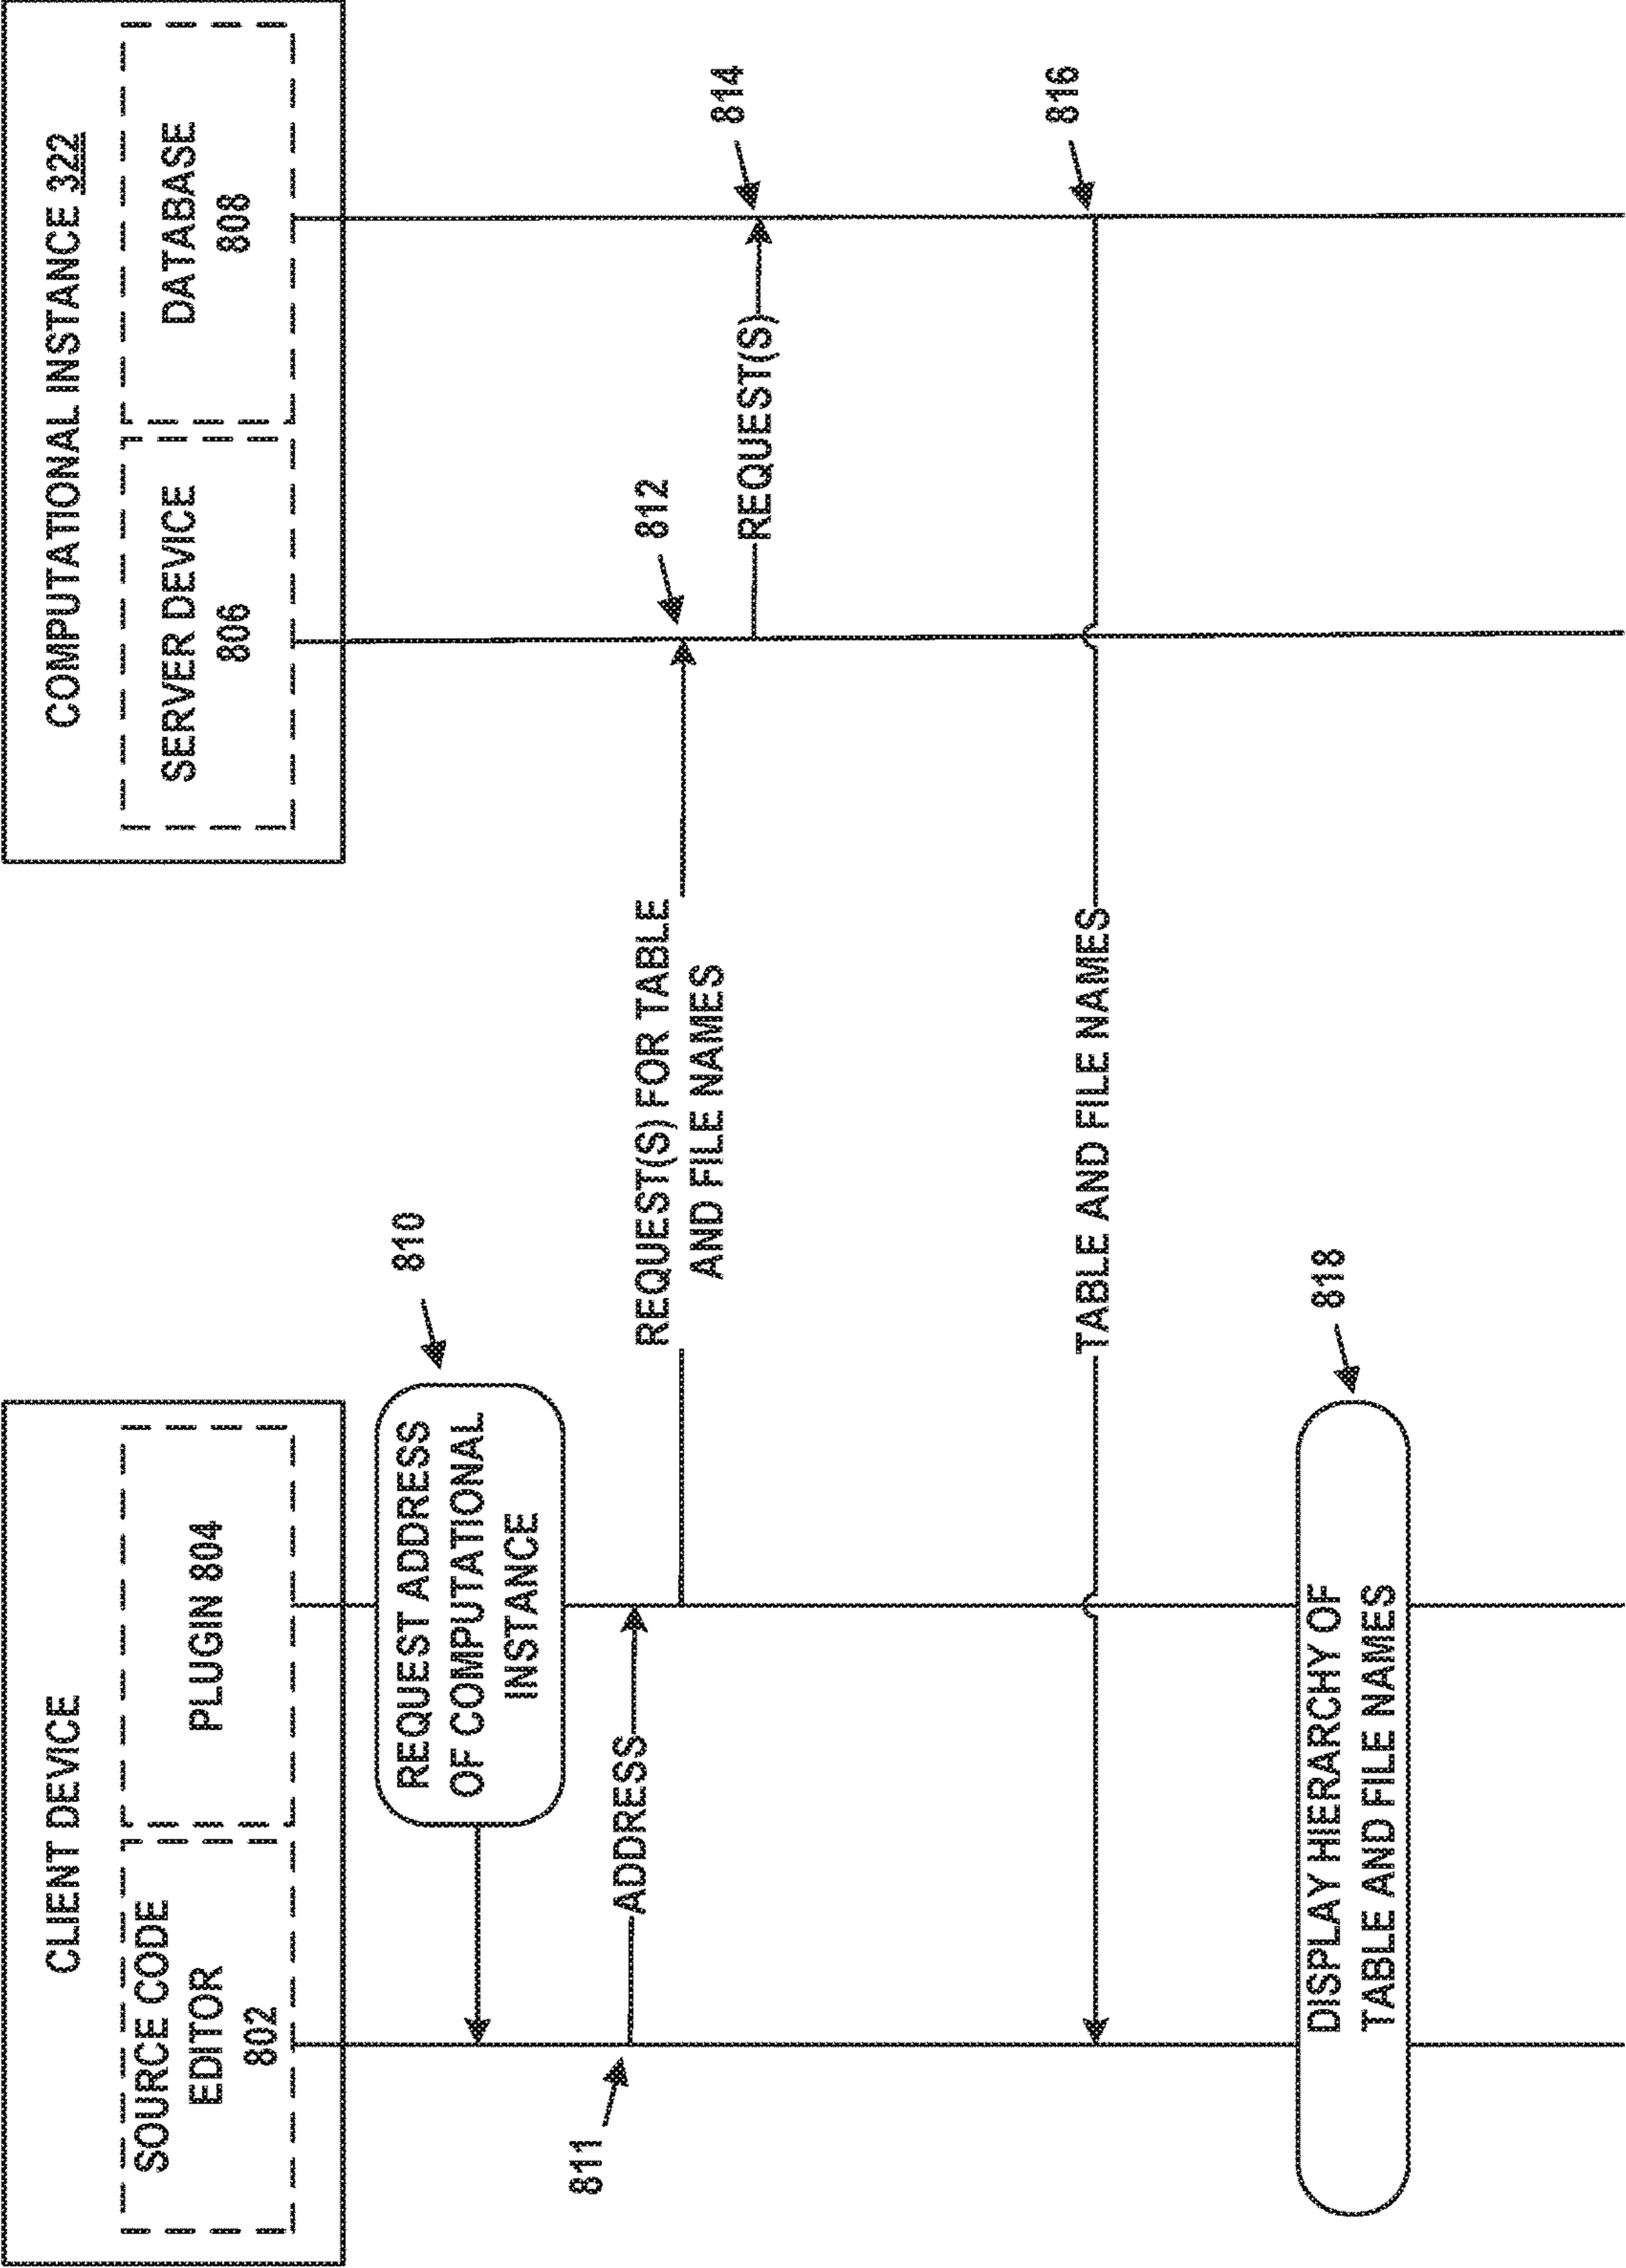 CLIENT DEVICE
SOURCE CODE
EDITOR
802
PLUGIN 804
COMPUTATIONAL INSTANCE 322
SERVER DEVICE
806
DATABASE
808
REQUEST ADDRESS
OF COMPUTATIONAL
INSTANCE
810
811
ADDRESS
REQUEST(S) FOR TABLE
AND FILE NAMES
812
REQUEST(S)
814
TABLE AND FILE NAMES
816
DISPLAY HIERARCHY OF
TABLE AND FILE NAMES
818